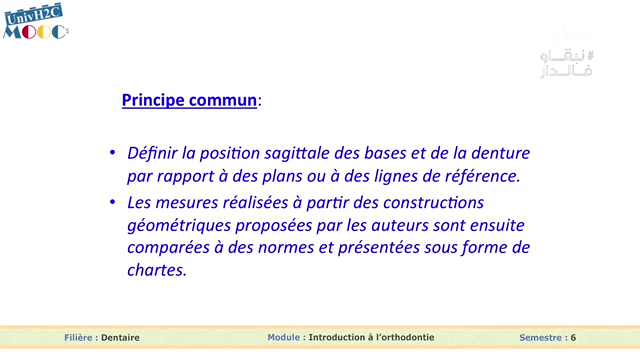 UnivH2C
MOOCs
#نبقاو
فالدار
Principe commun:
• Définir la position sagittale des bases et de la denture
par rapport à des plans ou à des lignes de référence.
• Les mesures réalisées à partir des constructions
géométriques proposées par les auteurs sont ensuite
comparées à des normes et présentées sous forme de
chartes.
Filière : Dentaire Module : Introduction à l'orthodontie Semestre : 6